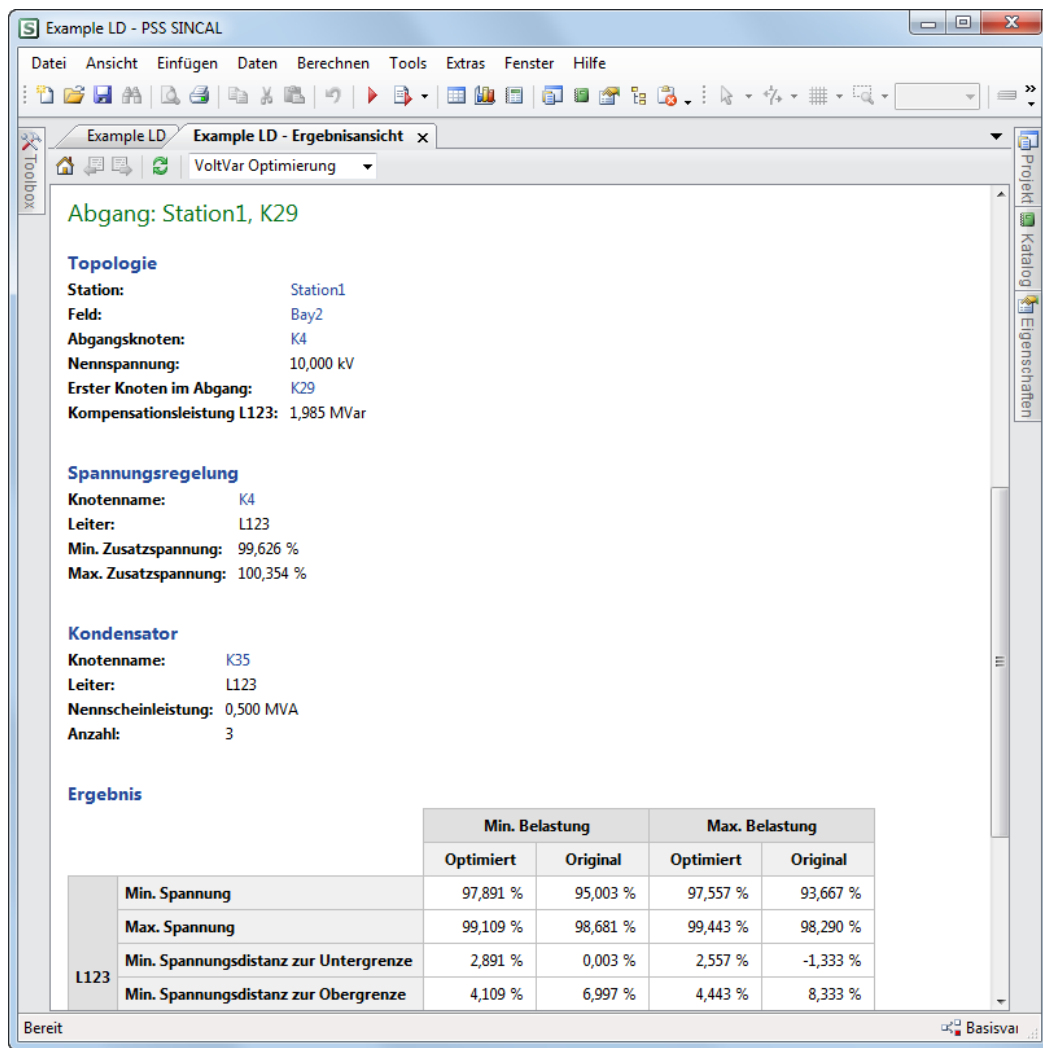 Example LD - PSS SINCAL
Datei Ansicht Einfügen Daten Berechnen Tools Extras Fenster Hilfe
Example LD Example LD - Ergebnisansicht
VoltVar Optimierung
Toolbox
Projekt
Katalog
Eigenschaften
Abgang: Station1, K29
Topologie
Station: Station1
Feld: Bay2
Abgangsknoten: K4
Nennspannung: 10,000 kV
Erster Knoten im Abgang: K29
Kompensationsleistung L123: 1,985 MVar
Spannungsregelung
Knotenname: K4
Leiter: L123
Min. Zusatzspannung: 99,626 %
Max. Zusatzspannung: 100,354 %
Kondensator
Knotenname: K35
Leiter: L123
Nennscheinleistung: 0,500 MVA
Anzahl: 3
Ergebnis
Min. Belastung Max. Belastung
Optimiert Original Optimiert Original
Min. Spannung 97,891 % 95,003 % 97,557 % 93,667 %
Max. Spannung 99,109 % 98,681 % 99,443 % 98,290 %
L123
Min. Spannungsdistanz zur Untergrenze 2,891 % 0,003 % 2,557 % -1,333 %
Min. Spannungsdistanz zur Obergrenze 4,109 % 6,997 % 4,443 % 8,333 %
Bereit Basisvar